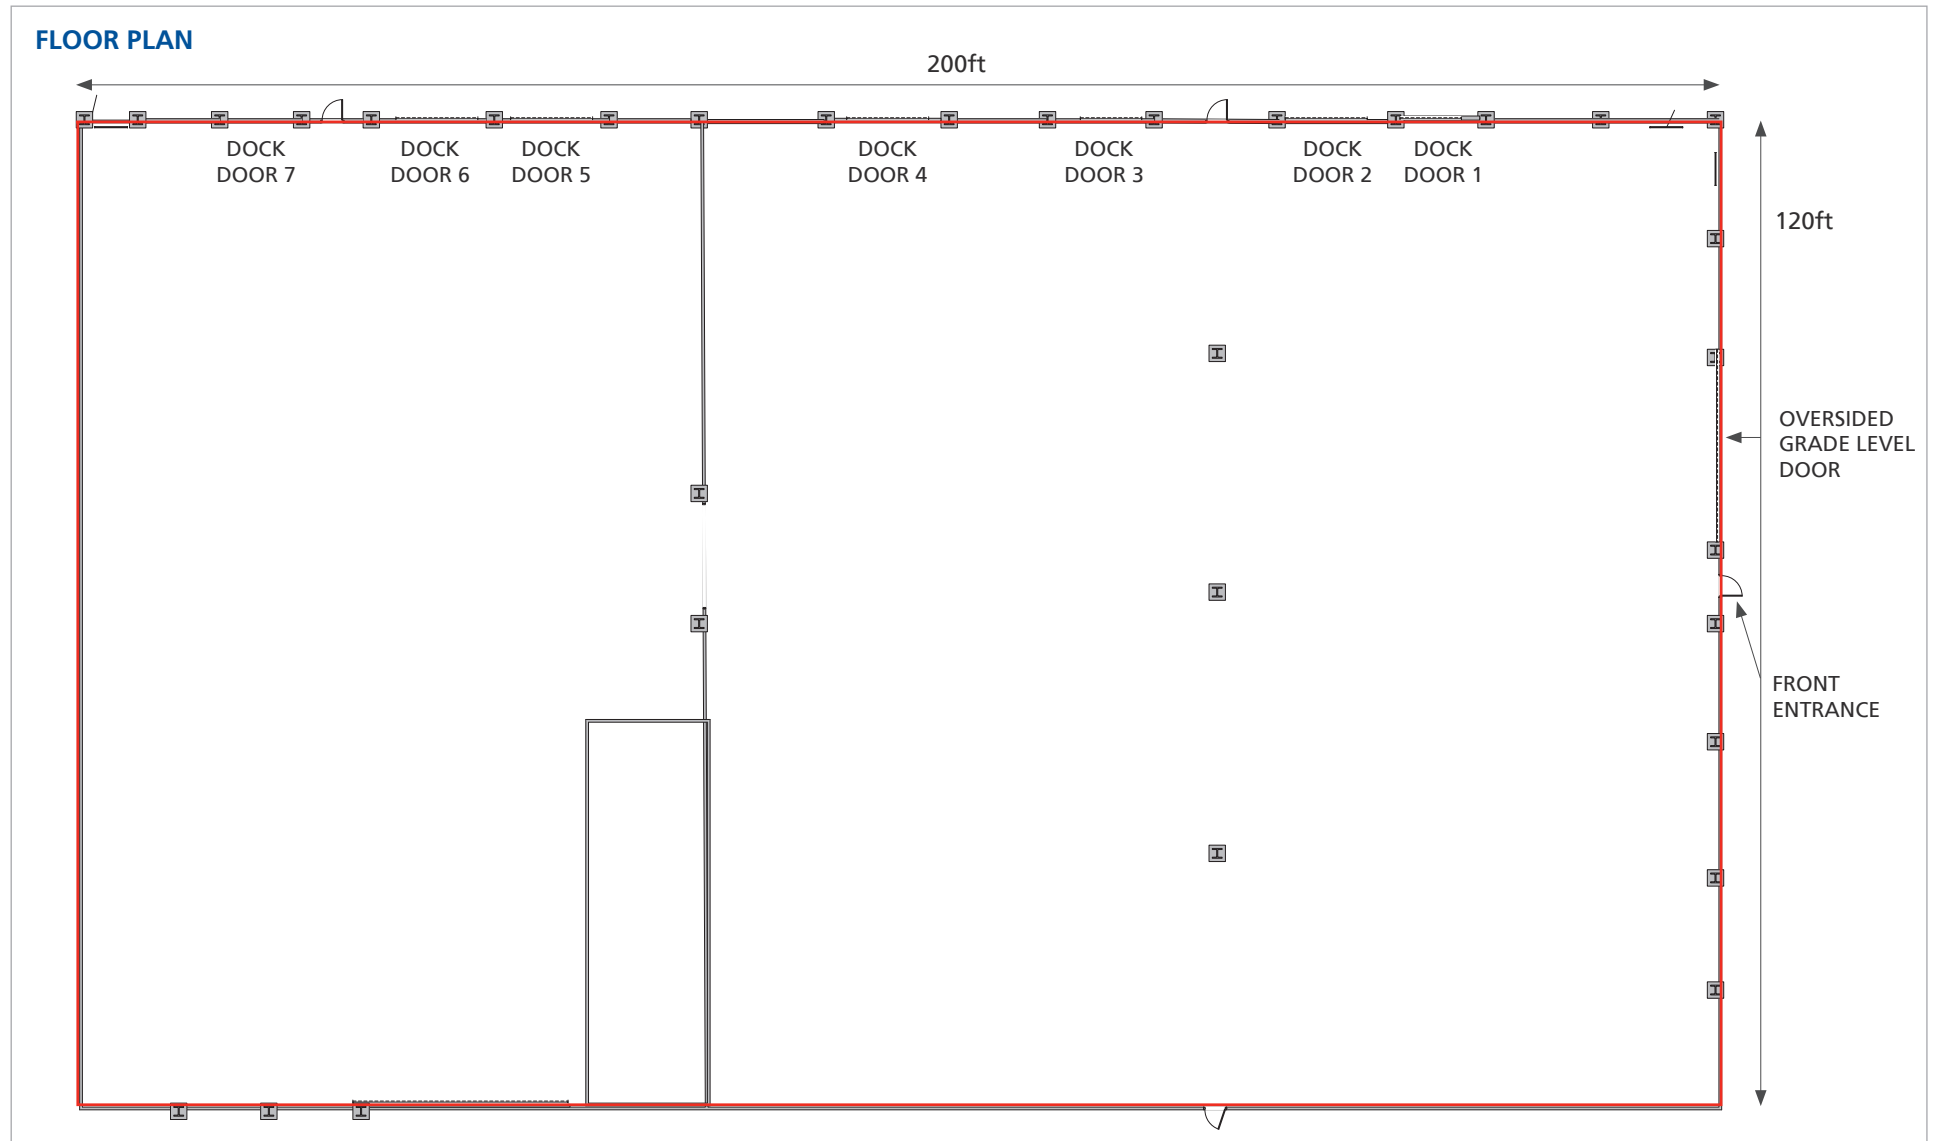 FLOOR PLAN
200ft
DOCK
DOOR 7
DOCK
DOOR 6
DOCK
DOOR 5
DOCK
DOOR 4
DOCK
DOOR 3
DOCK
DOOR 2
DOCK
DOOR 1
120ft
OVERSIDED
GRADE LEVEL
DOOR
FRONT
ENTRANCE